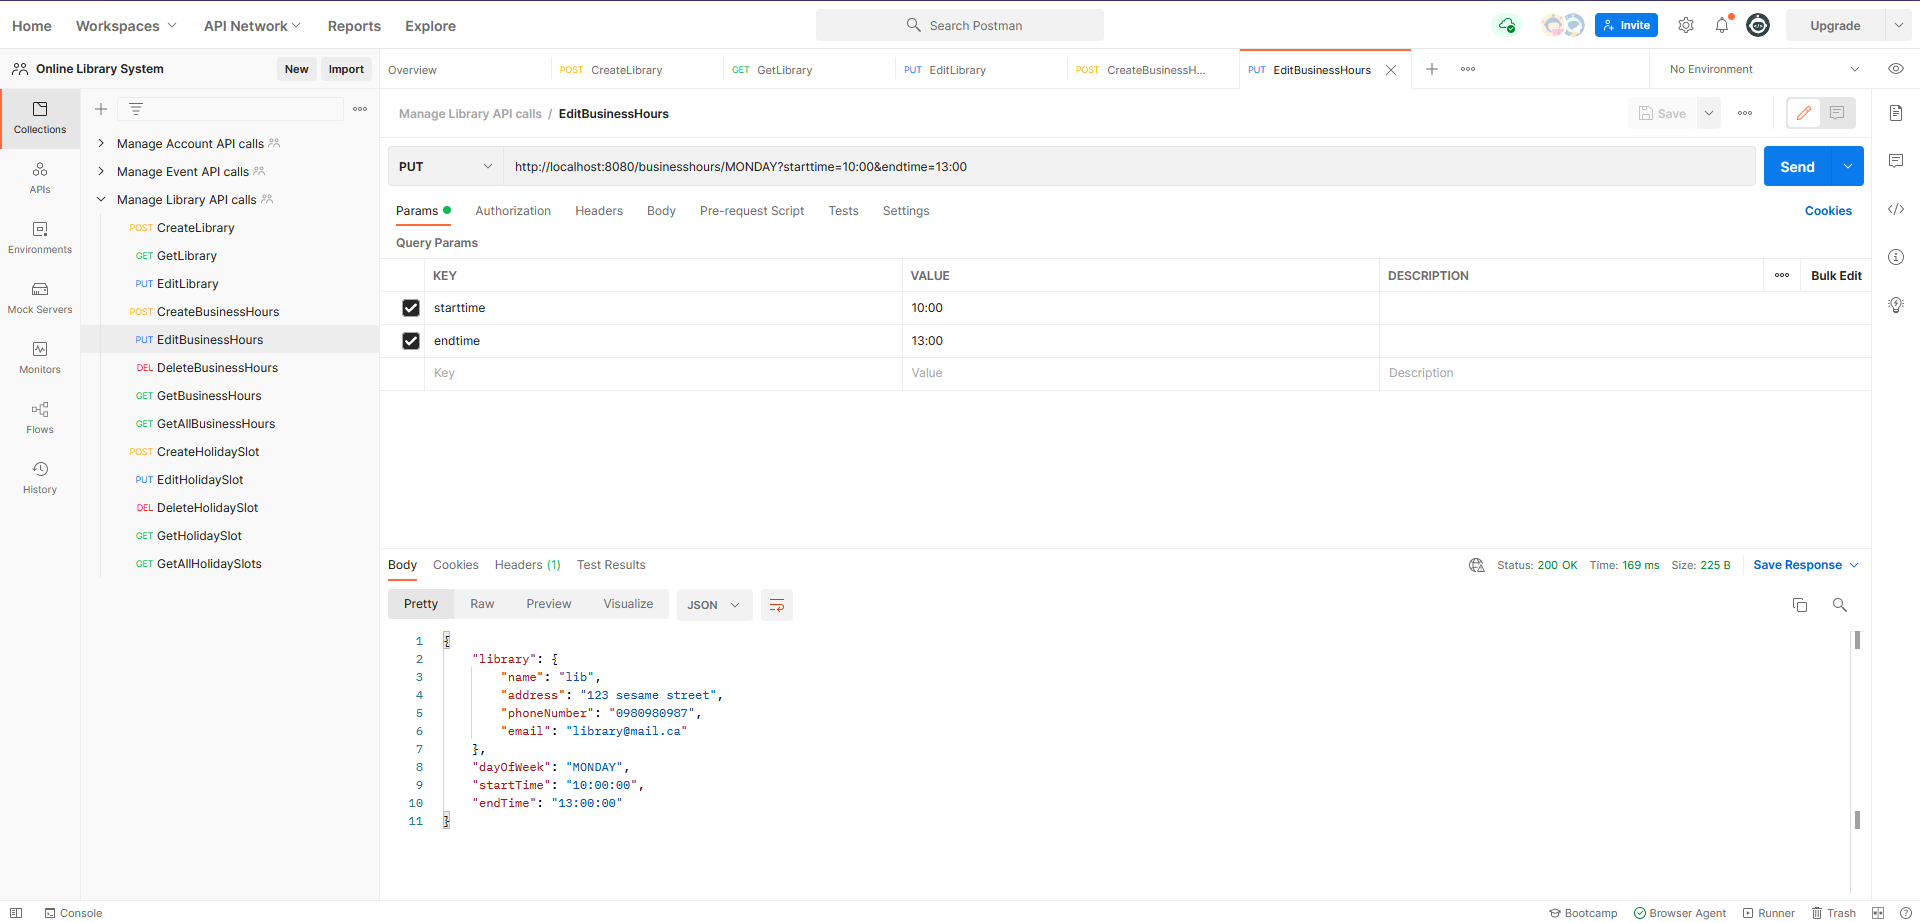 Home Workspaces API Network Reports Explore Search Postman Invite Upgrade
Online Library System New Import Overview POST CreateLibrary GET GetLibrary PUT EditLibrary POST CreateBusinessH... PUT EditBusinessHours No Environment
Manage Library API calls / EditBusinessHours Save
Collections
APIs
Environments
Mock Servers
Monitors
Flows
History
Manage Account API calls
Manage Event API calls
Manage Library API calls
POST CreateLibrary
GET GetLibrary
PUT EditLibrary
POST CreateBusinessHours
PUT EditBusinessHours
DEL DeleteBusinessHours
GET GetBusinessHours
GET GetAllBusinessHours
POST CreateHolidaySlot
PUT EditHolidaySlot
DEL DeleteHolidaySlot
GET GetHolidaySlot
GET GetAllHolidaySlots
PUT http://localhost:8080/businesshours/MONDAY?starttime=10:00&endtime=13:00 Send
Params Authorization Headers Body Pre-request Script Tests Settings Cookies
Query Params
KEY VALUE DESCRIPTION Bulk Edit
starttime 10:00
endtime 13:00
Key Value Description
Body Cookies Headers (1) Test Results Status: 200 OK Time: 169 ms Size: 225 B Save Response
Pretty Raw Preview Visualize JSON
1 {
2 "library": {
3 "name": "lib",
4 "address": "123 sesame street",
5 "phoneNumber": "0980980987",
6 "email": "library@mail.ca"
7 },
8 "dayOfWeek": "MONDAY",
9 "startTime": "10:00:00",
10 "endTime": "13:00:00"
11 }
Console Bootcamp Browser Agent Runner Trash